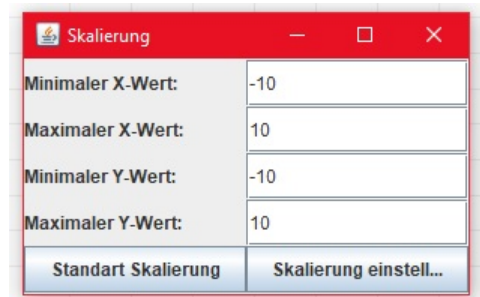 Skalierung
Minimaler X-Wert: -10
Maximaler X-Wert: 10
Minimaler Y-Wert: -10
Maximaler Y-Wert: 10
Standart Skalierung Skalierung einstell...